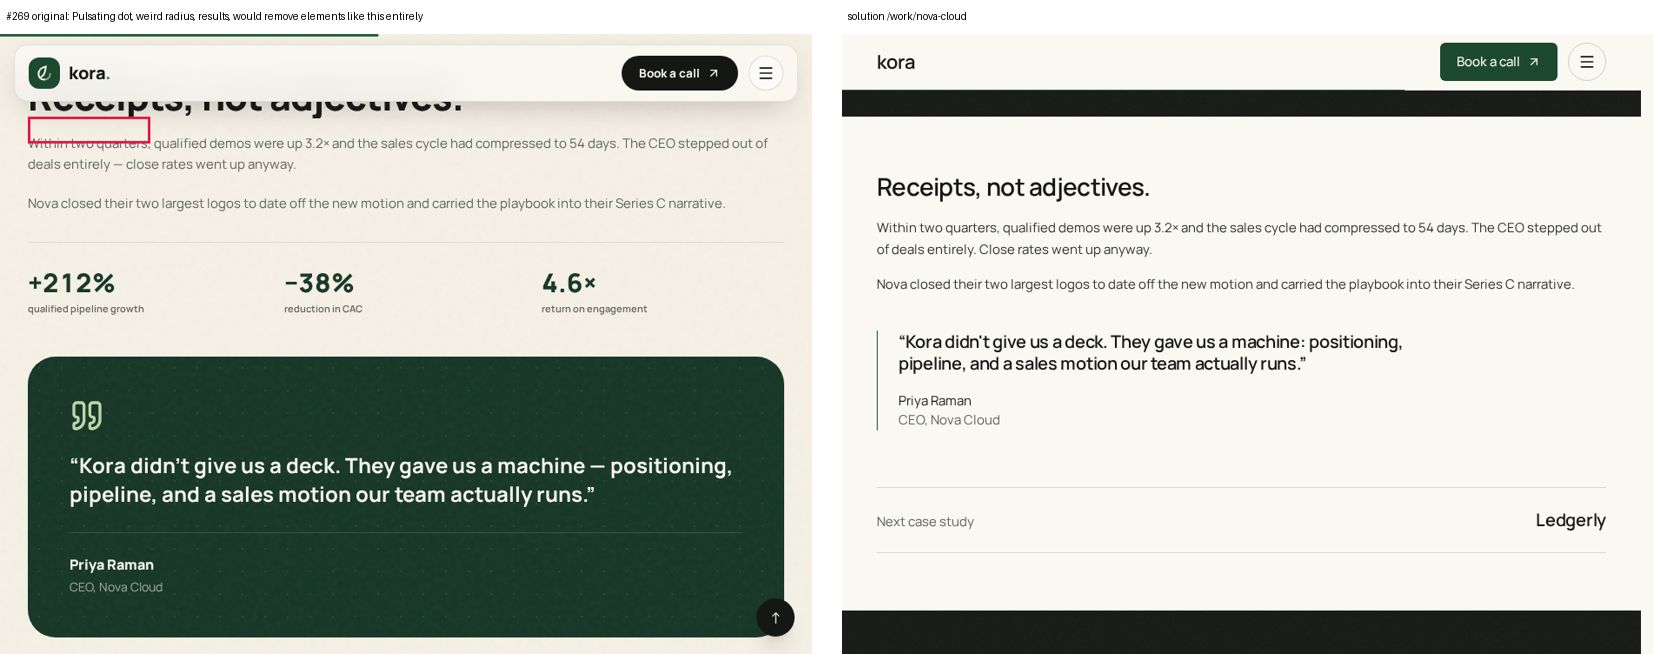 #269 original: Pulsating dot, weird radius, results, would remove elements like this entirely
kora.
Book a call
Receipts, not adjectives.
Within two quarters, qualified demos were up 3.2× and the sales cycle had compressed to 54 days. The CEO stepped out of
deals entirely — close rates went up anyway.
Nova closed their two largest logos to date off the new motion and carried the playbook into their Series C narrative.
+212%
qualified pipeline growth
−38%
reduction in CAC
4.6×
return on engagement
“Kora didn’t give us a deck. They gave us a machine — positioning,
pipeline, and a sales motion our team actually runs.”
Priya Raman
CEO, Nova Cloud
solution /work/nova-cloud
kora
Book a call
Receipts, not adjectives.
Within two quarters, qualified demos were up 3.2× and the sales cycle had compressed to 54 days. The CEO stepped out
of deals entirely. Close rates went up anyway.
Nova closed their two largest logos to date off the new motion and carried the playbook into their Series C narrative.
“Kora didn't give us a deck. They gave us a machine: positioning,
pipeline, and a sales motion our team actually runs.”
Priya Raman
CEO, Nova Cloud
Next case study
Ledgerly